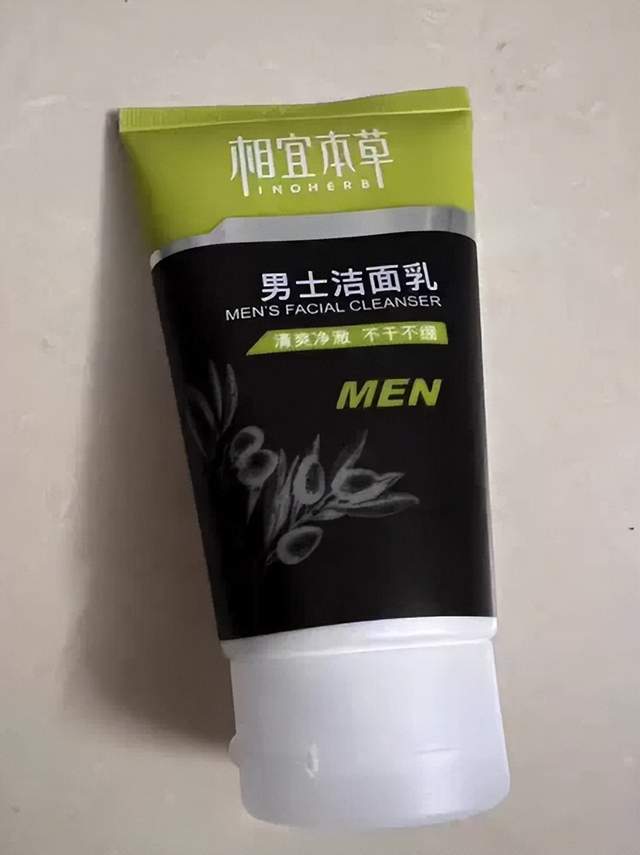 相宜本草
INOHERB
男士洁面乳
MEN'S FACIAL CLEANSER
清爽净澈 不干不绷
MEN